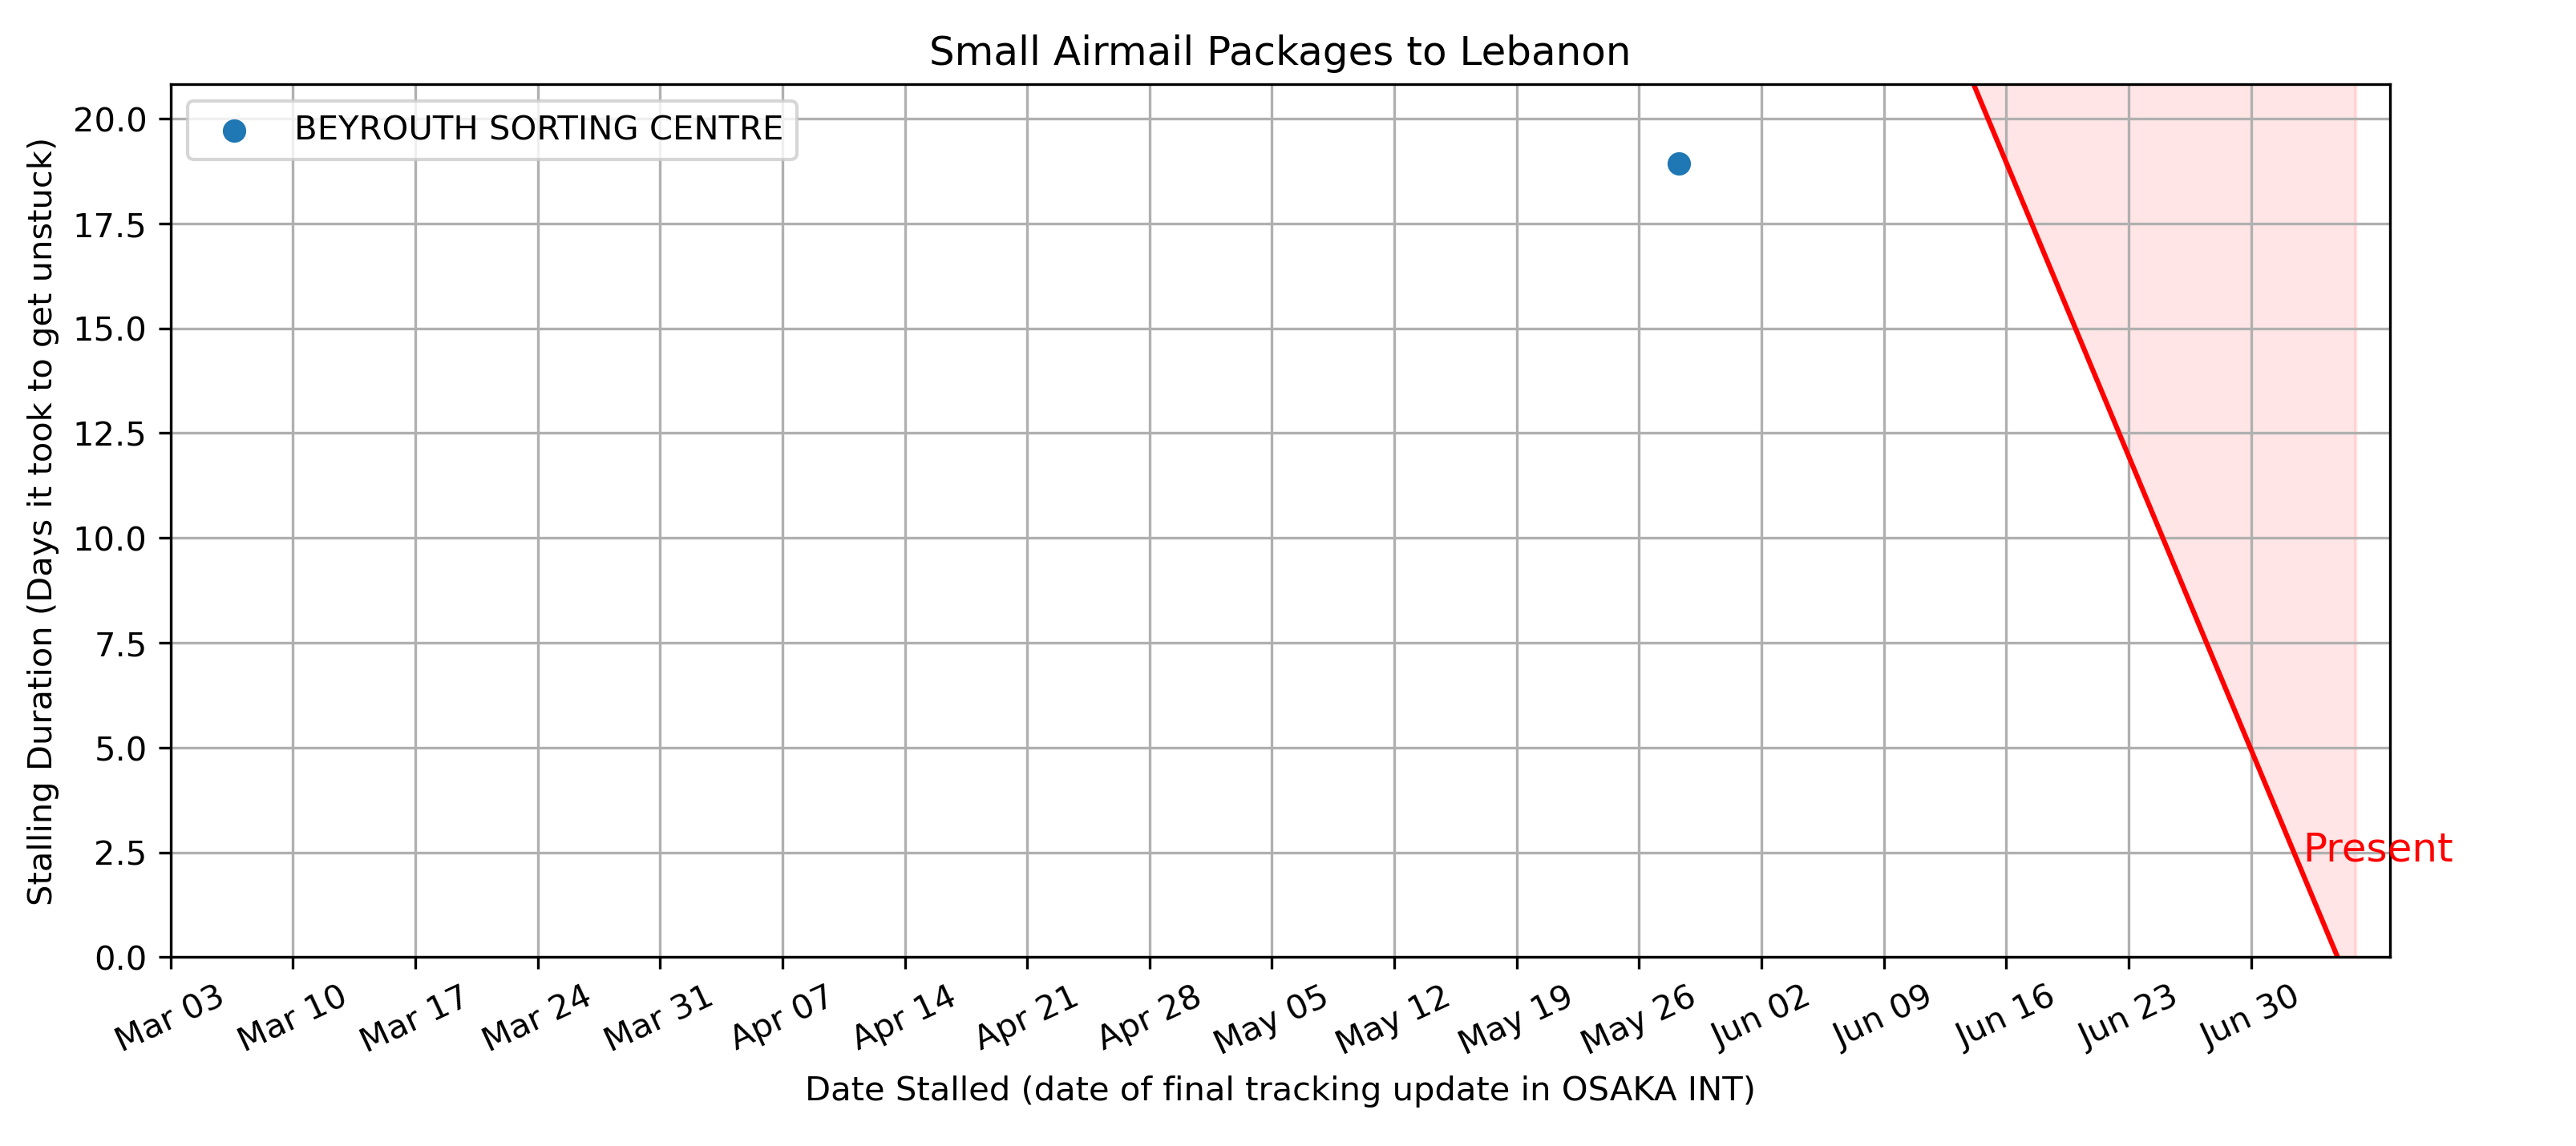 Small Airmail Packages to Lebanon
BEYROUTH SORTING CENTRE
Stalling Duration (Days it took to get unstuck)
20.0
17.5
15.0
12.5
10.0
7.5
5.0
2.5
0.0
Present
Mar 03
Mar 10
Mar 17
Mar 24
Mar 31
Apr 07
Apr 14
Apr 21
Apr 28
May 05
May 12
May 19
May 26
Jun 02
Jun 09
Jun 16
Jun 23
Jun 30
Date Stalled (date of final tracking update in OSAKA INT)